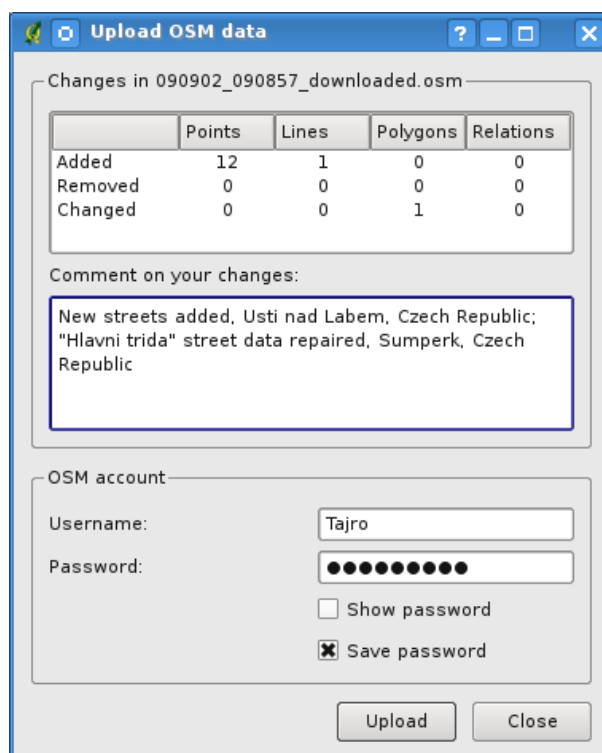 Upload OSM data
Changes in 090902_090857_downloaded.osm
Points Lines Polygons Relations
Added 12 1 0 0
Removed 0 0 0 0
Changed 0 0 1 0
Comment on your changes:
New streets added, Usti nad Labem, Czech Republic;
"Hlavni trida" street data repaired, Sumperk, Czech
Republic
OSM account
Username: Tajro
Password: ●●●●●●●●●
Show password
Save password
Upload Close